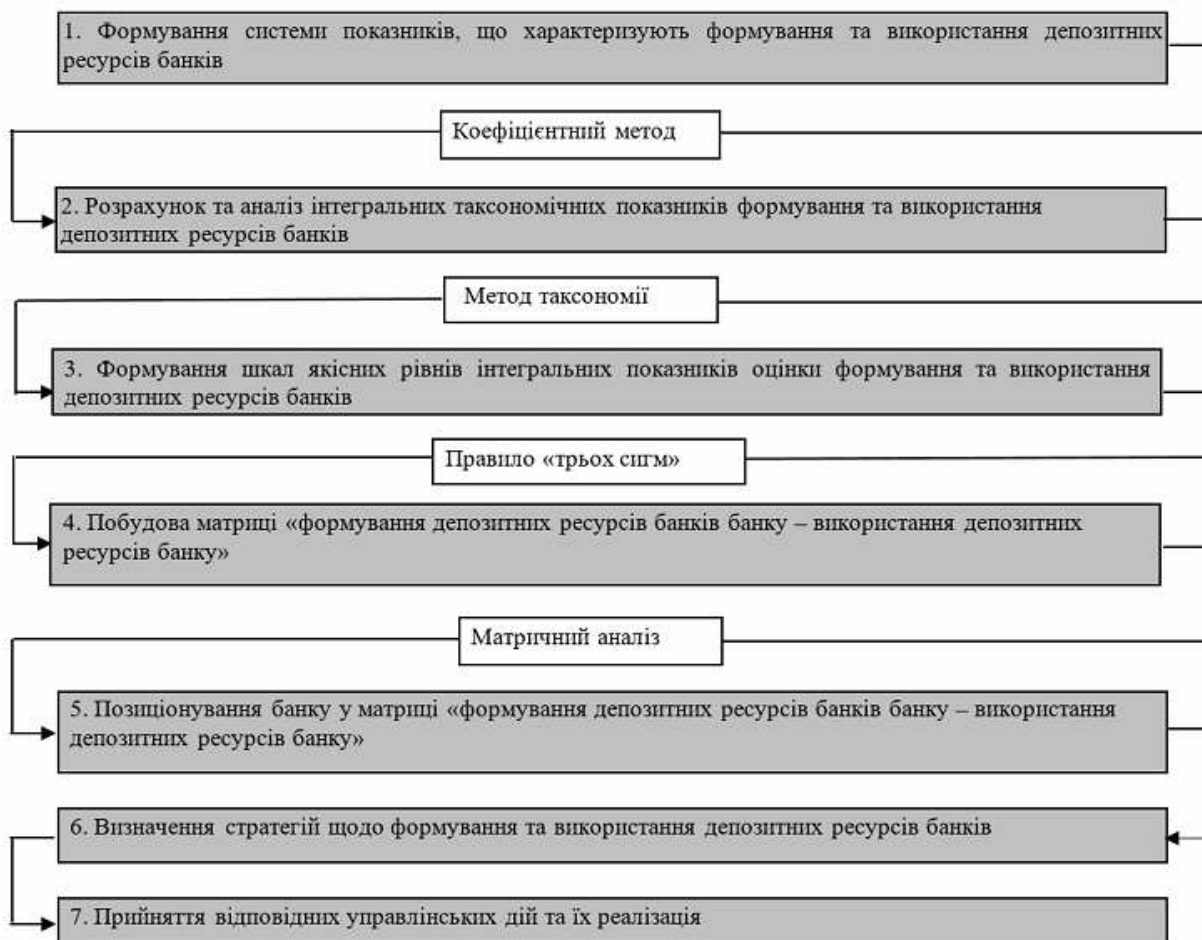 1. Формування системи показників, що характеризують формування та використання депозитних
ресурсів банків
Коефіцієнтний метод
2. Розрахунок та аналіз інтегральних таксономічних показників формування та використання
депозитних ресурсів банків
Метод таксономії
3. Формування шкал якісних рівнів інтегральних показників оцінки формування та використання
депозитних ресурсів банків
Правило «трьох сигм»
4. Побудова матриці «формування депозитних ресурсів банків банку – використання депозитних
ресурсів банку»
Матричний аналіз
5. Позиціонування банку у матриці «формування депозитних ресурсів банків банку – використання
депозитних ресурсів банку»
6. Визначення стратегій щодо формування та використання депозитних ресурсів банків
7. Прийняття відповідних управлінських дій та їх реалізація